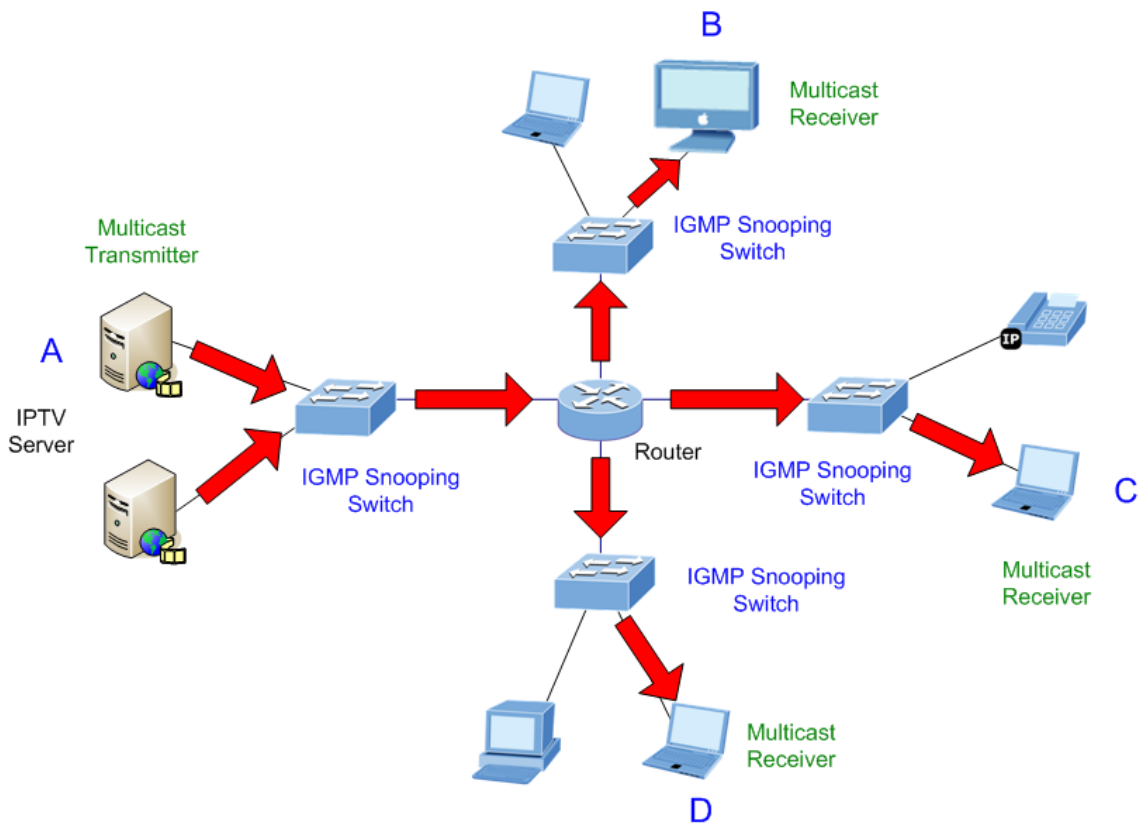 B
Multicast
Receiver
IGMP Snooping
Switch
Multicast
Transmitter
A
IPTV
Server
IGMP Snooping
Switch
Router
IP
IGMP Snooping
Switch
C
Multicast
Receiver
IGMP Snooping
Switch
Multicast
Receiver
D